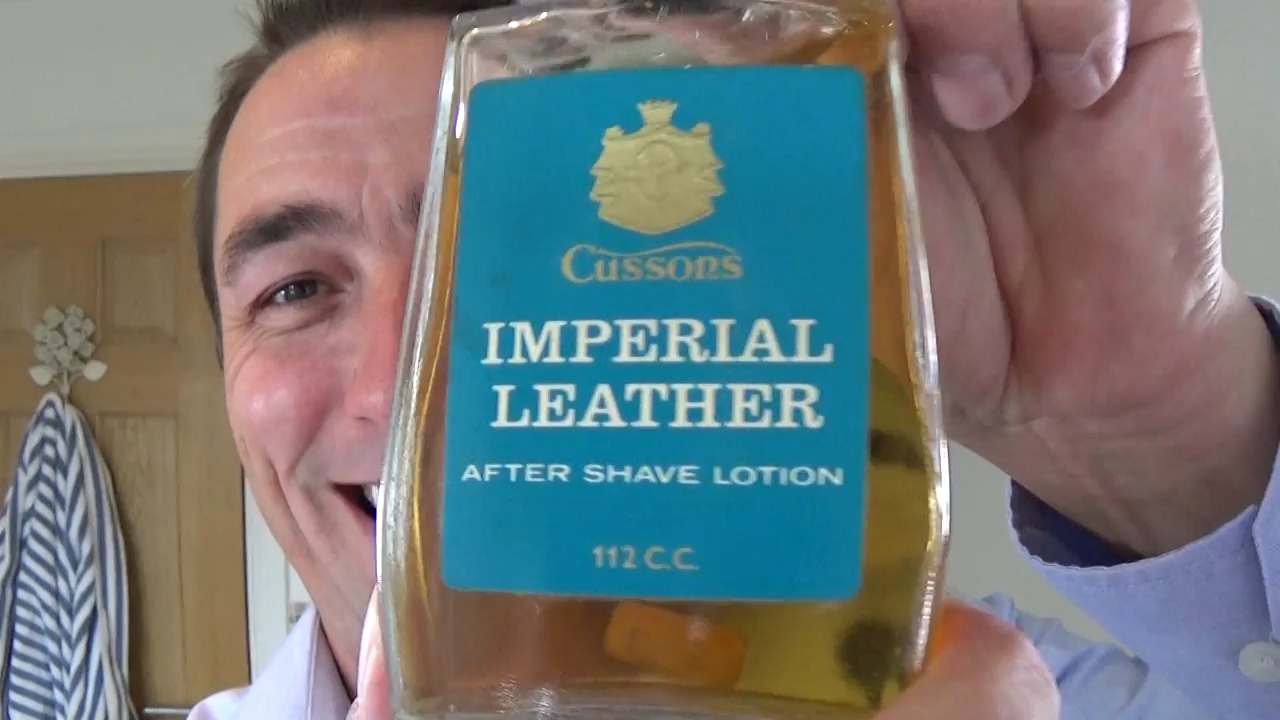 Cussons
IMPERIAL
LEATHER
AFTER SHAVE LOTION
112 C.C.